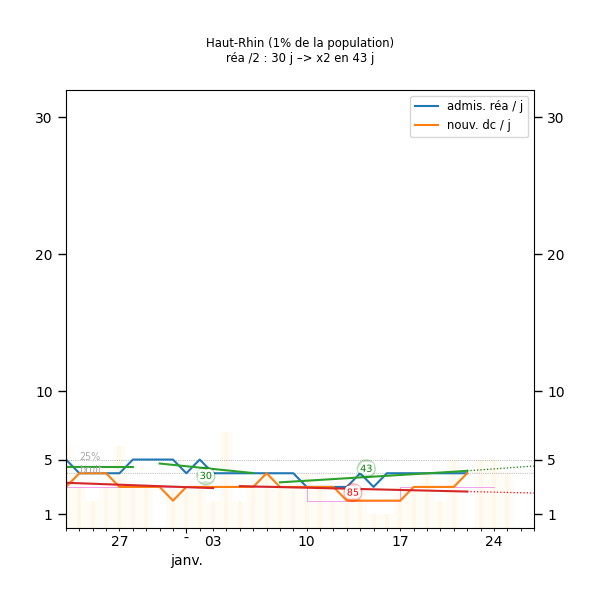 Haut-Rhin (1% de la population)
réa /2 : 30 j –> x2 en 43 j
admis. réa / j
nouv. dc / j
30 30
20 20
10 10
25%
5 5
43
30
85
1 1
27 - 03 10 17 24
janv.